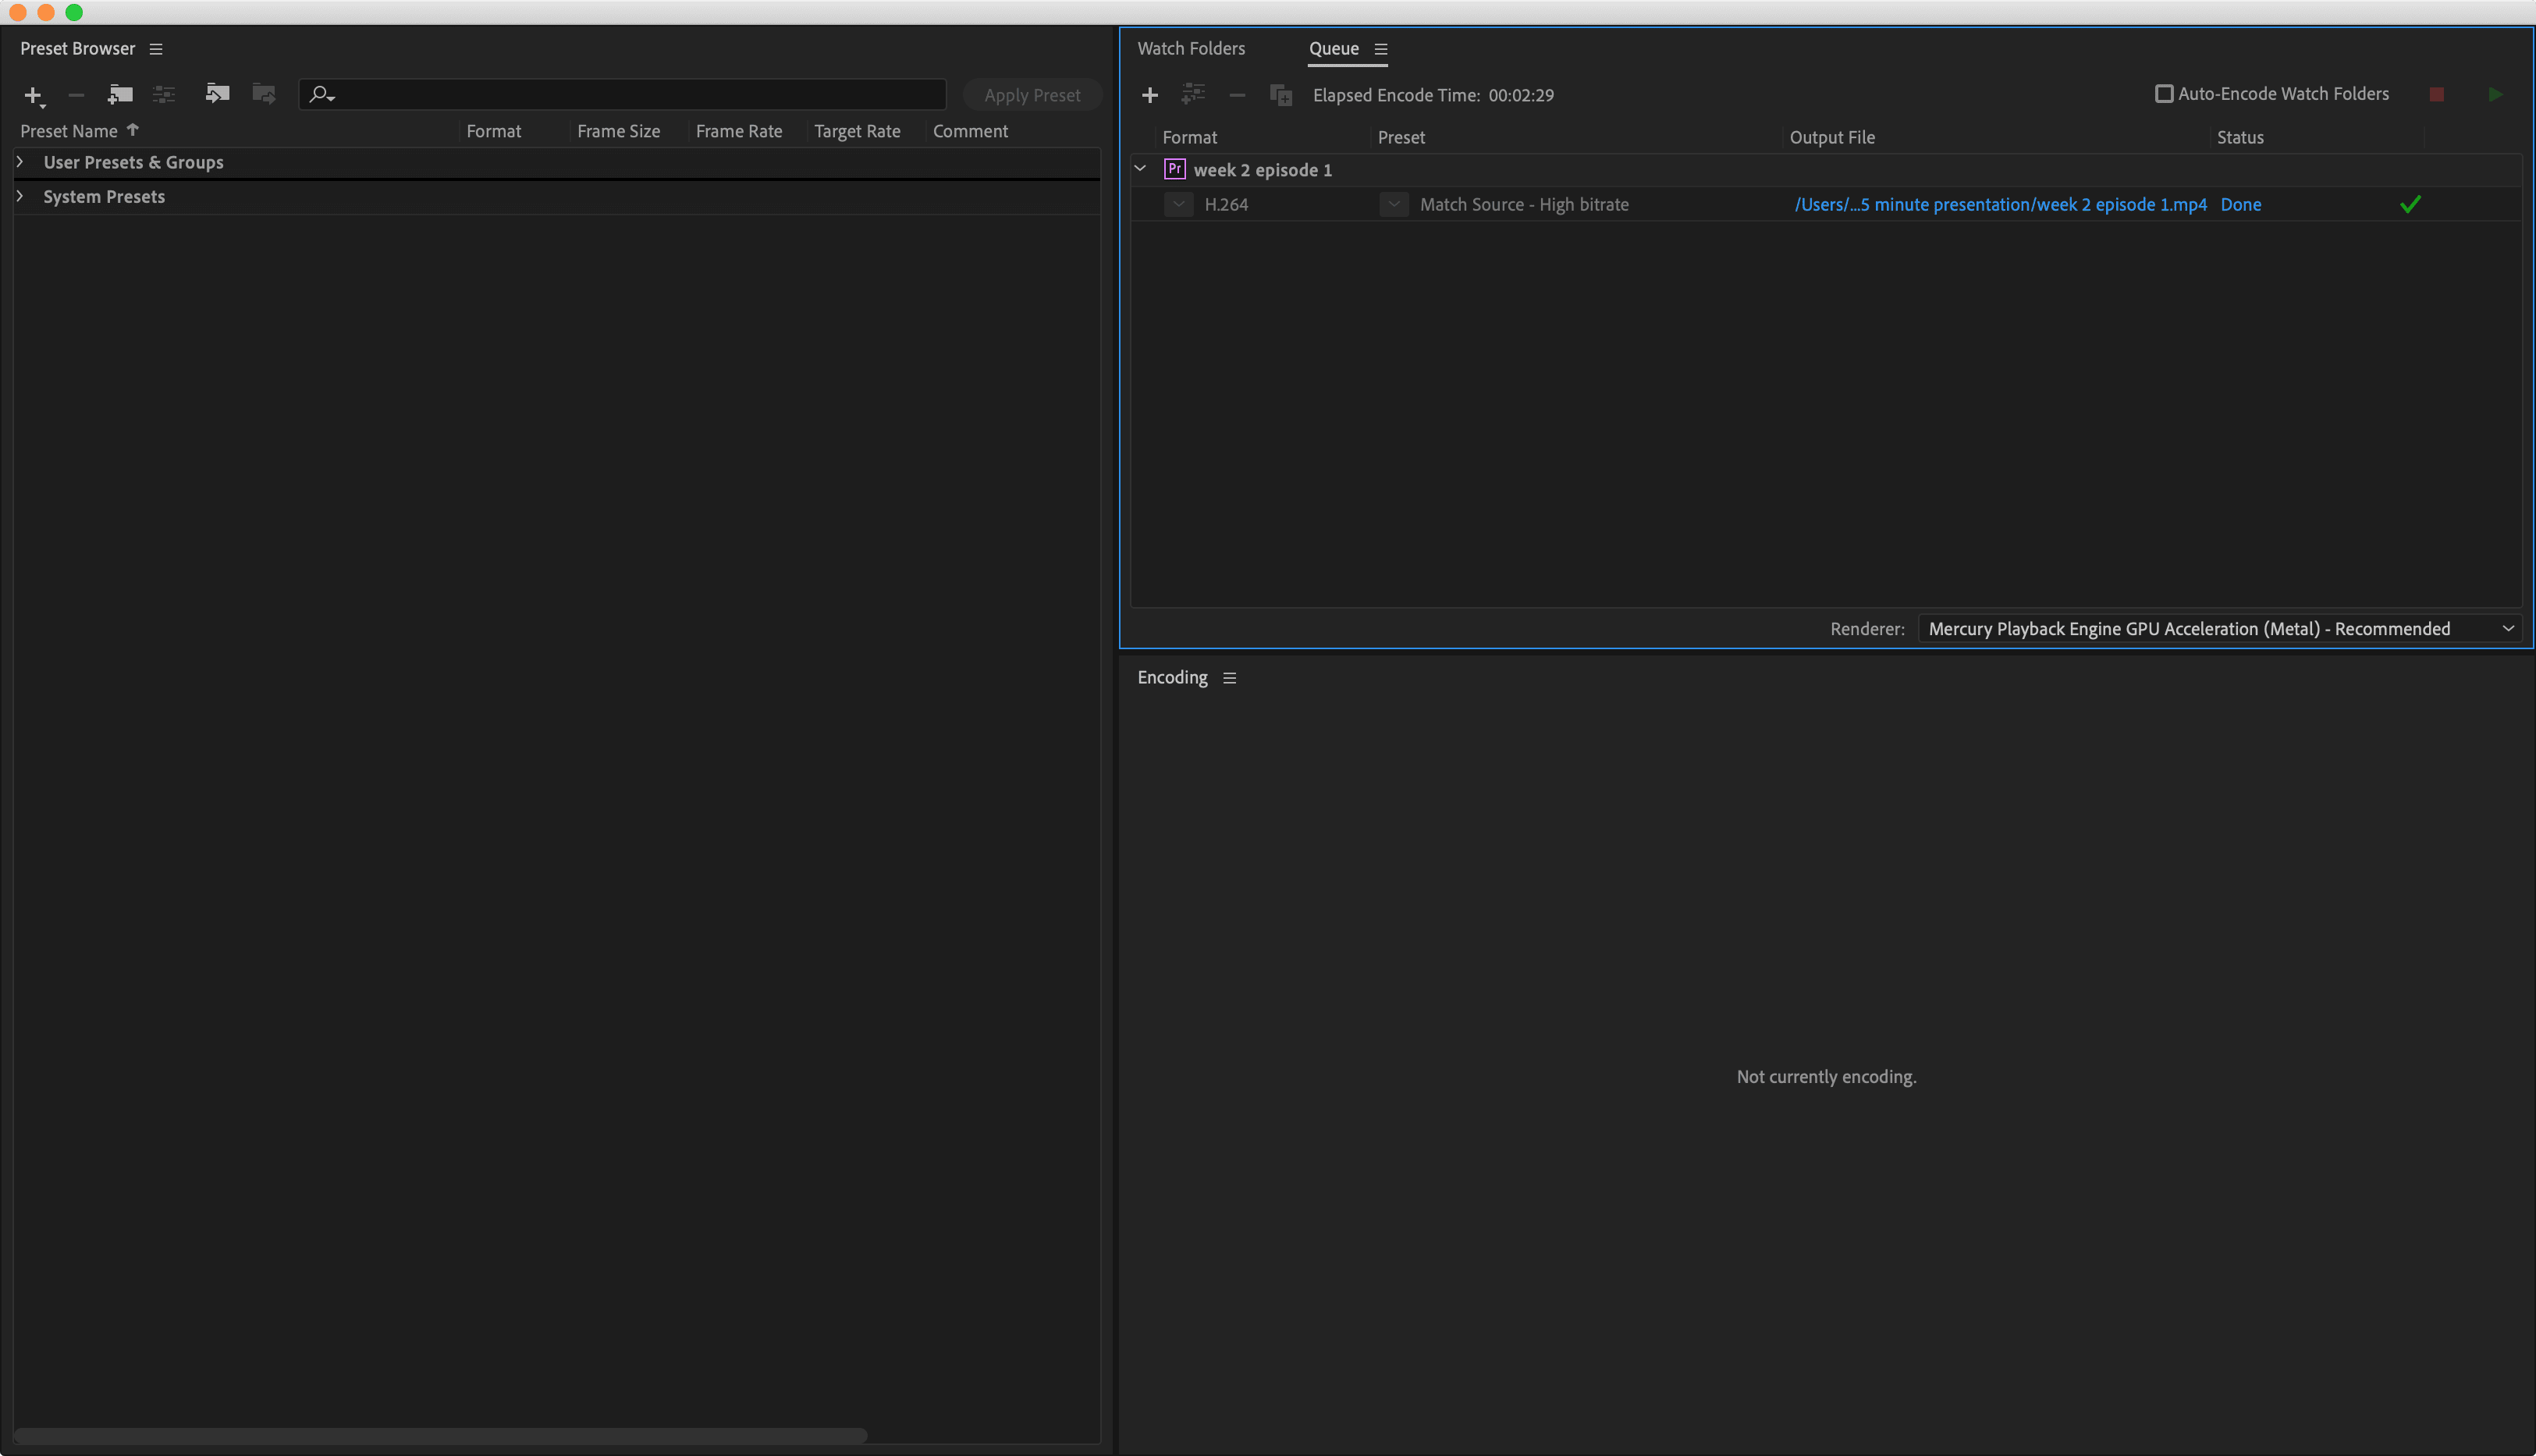 Preset Browser
Apply Preset
Preset Name Format Frame Size Frame Rate Target Rate Comment
User Presets & Groups
System Presets
Watch Folders Queue
Elapsed Encode Time: 00:02:29 Auto-Encode Watch Folders
Format Preset Output File Status
Pr week 2 episode 1
H.264 Match Source - High bitrate /Users/...5 minute presentation/week 2 episode 1.mp4 Done
Renderer: Mercury Playback Engine GPU Acceleration (Metal) - Recommended
Encoding
Not currently encoding.